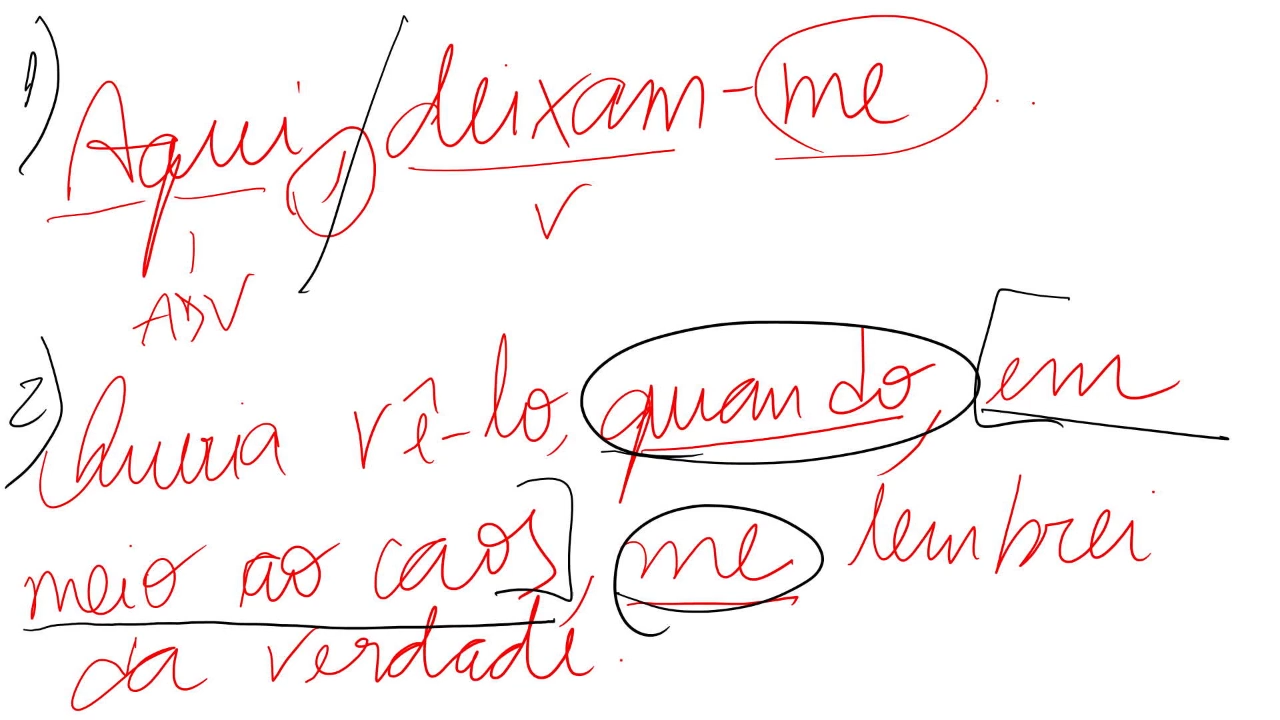 1) Aqui, / deixam-me...
ADV V
2) Queria vê-lo, quando, [em
meio ao caos], me lembrei
da verdade.